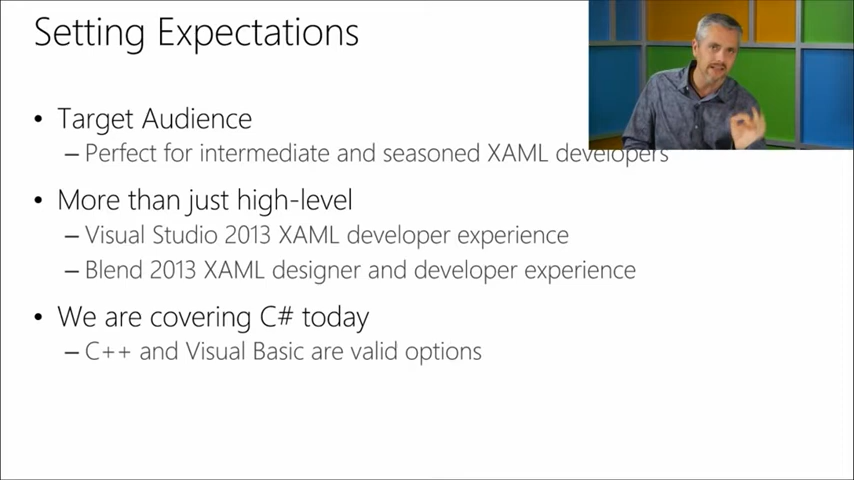 Setting Expectations
• Target Audience
– Perfect for intermediate and seasoned XAML developers
• More than just high-level
– Visual Studio 2013 XAML developer experience
– Blend 2013 XAML designer and developer experience
• We are covering C# today
– C++ and Visual Basic are valid options